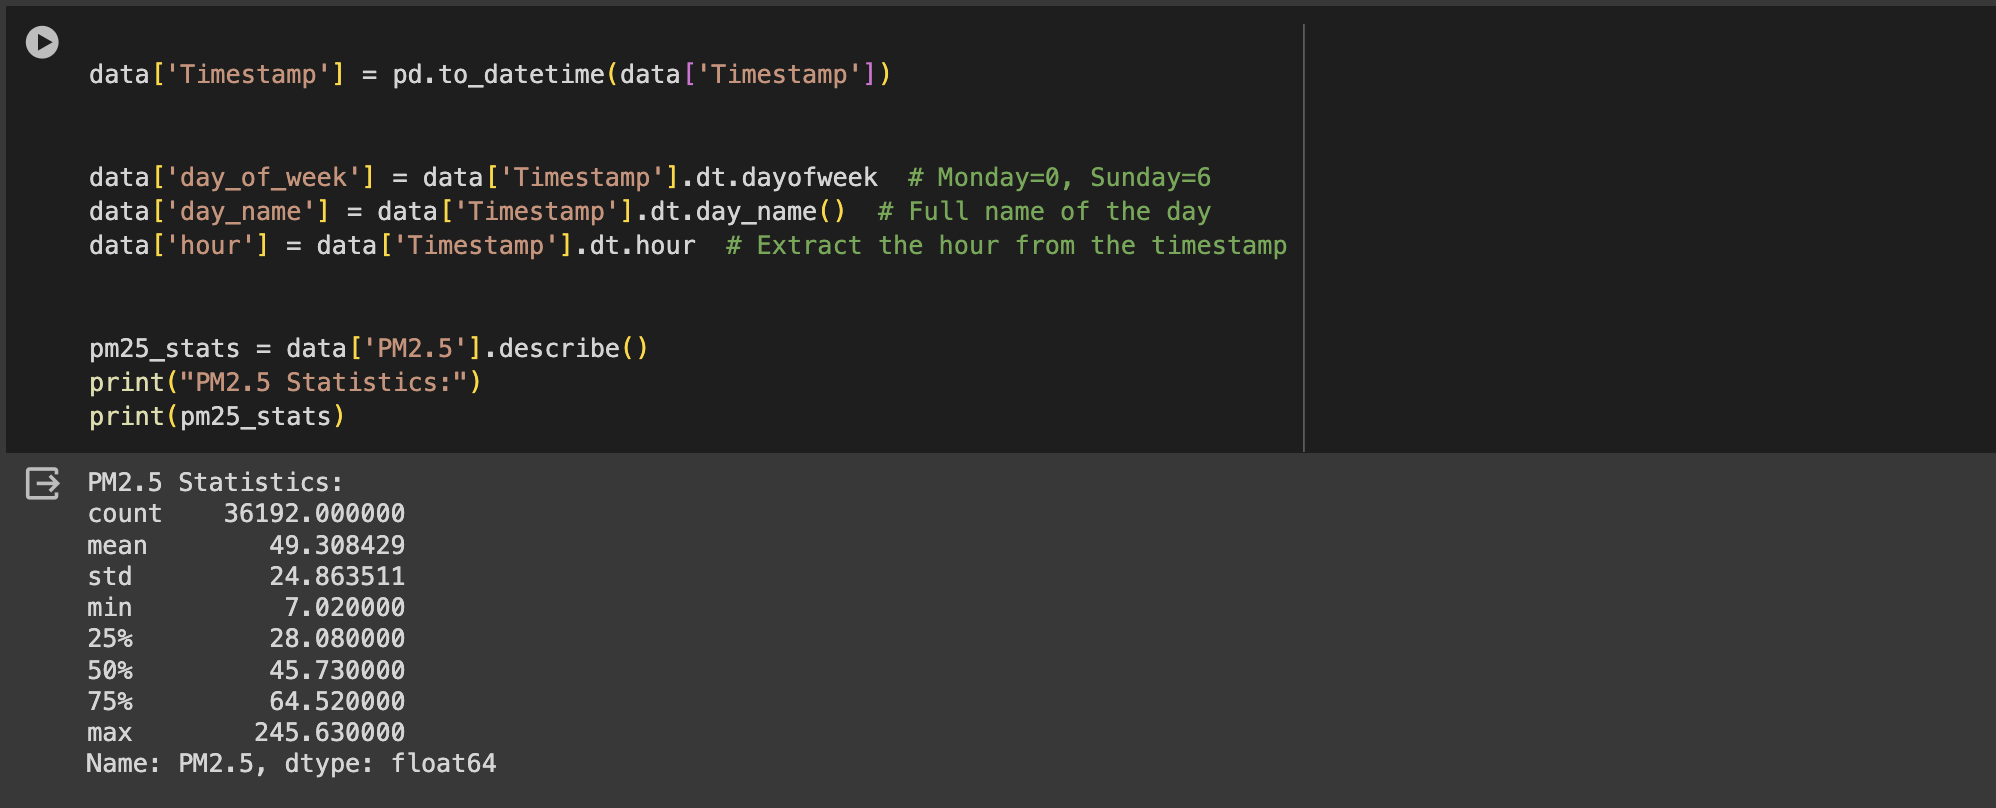 data['Timestamp'] = pd.to_datetime(data['Timestamp'])
data['day_of_week'] = data['Timestamp'].dt.dayofweek  # Monday=0, Sunday=6
data['day_name'] = data['Timestamp'].dt.day_name()  # Full name of the day
data['hour'] = data['Timestamp'].dt.hour  # Extract the hour from the timestamp
pm25_stats = data['PM2.5'].describe()
print("PM2.5 Statistics:")
print(pm25_stats)
PM2.5 Statistics:
count    36192.000000
mean        49.308429
std         24.863511
min          7.020000
25%         28.080000
50%         45.730000
75%         64.520000
max        245.630000
Name: PM2.5, dtype: float64